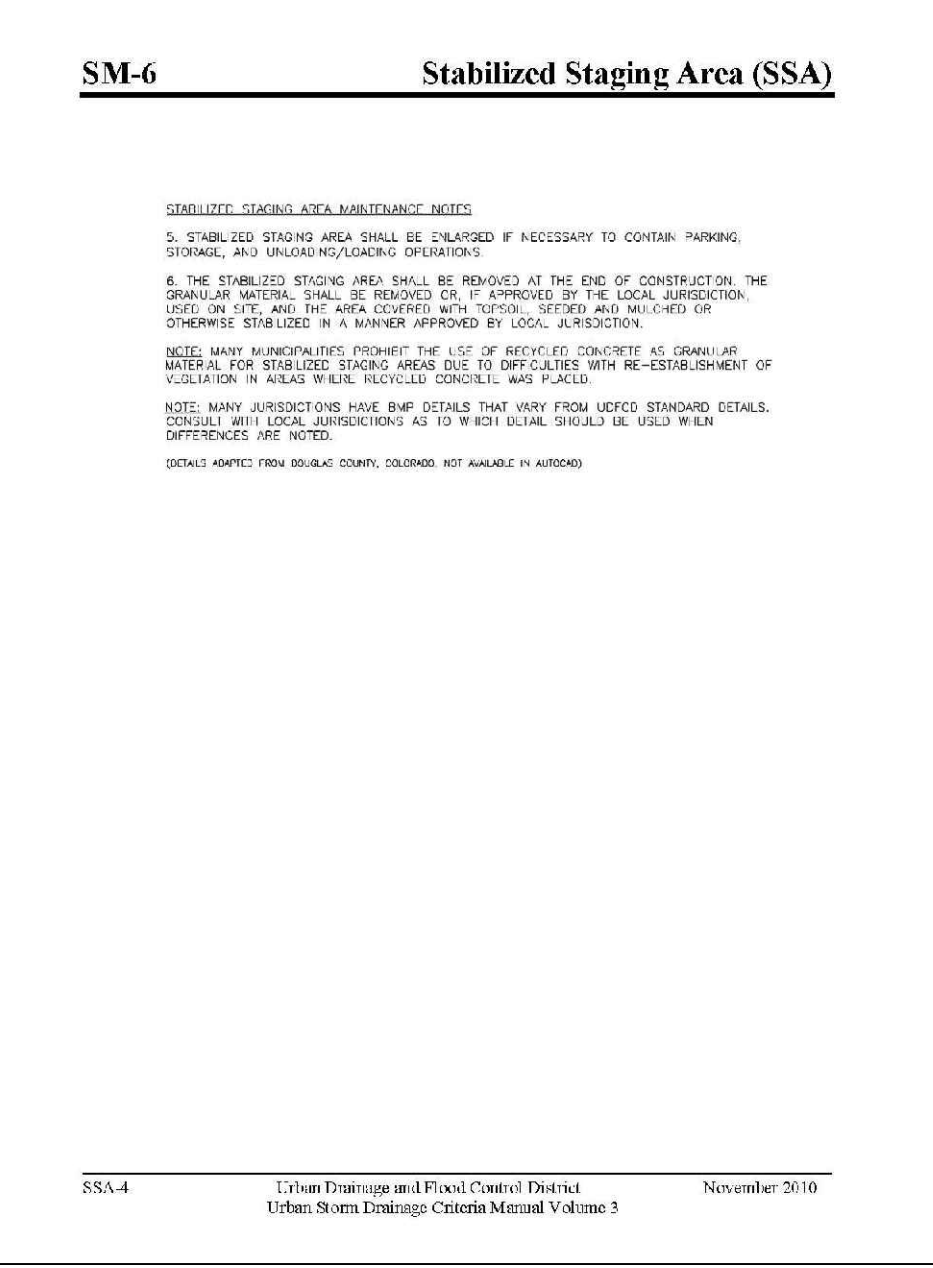 SM-6 Stabilized Staging Area (SSA)
STABILIZED STAGING AREA MAINTENANCE NOTES
5. STABILIZED STAGING AREA SHALL BE ENLARGED IF NECESSARY TO CONTAIN PARKING,
STORAGE, AND UNLOADING/LOADING OPERATIONS.
6. THE STABILIZED STAGING AREA SHALL BE REMOVED AT THE END OF CONSTRUCTION. THE
GRANULAR MATERIAL SHALL BE REMOVED OR, IF APPROVED BY THE LOCAL JURISDICTION,
USED ON SITE, AND THE AREA COVERED WITH TOPSOIL, SEEDED AND MULCHED OR
OTHERWISE STABILIZED IN A MANNER APPROVED BY LOCAL JURISDICTION.
NOTE: MANY MUNICIPALITIES PROHIBIT THE USE OF RECYCLED CONCRETE AS GRANULAR
MATERIAL FOR STABILIZED STAGING AREAS DUE TO DIFFICULTIES WITH RE-ESTABLISHMENT OF
VEGETATION IN AREAS WHERE RECYCLED CONCRETE WAS PLACED.
NOTE: MANY JURISDICTIONS HAVE BMP DETAILS THAT VARY FROM UDFCD STANDARD DETAILS.
CONSULT WITH LOCAL JURISDICTIONS AS TO WHICH DETAIL SHOULD BE USED WHEN
DIFFERENCES ARE NOTED.
(DETAILS ADAPTED FROM DOUGLAS COUNTY, COLORADO, NOT AVAILABLE IN AUTOCAD)
SSA-4 Urban Drainage and Flood Control District November 2010
Urban Storm Drainage Criteria Manual Volume 3